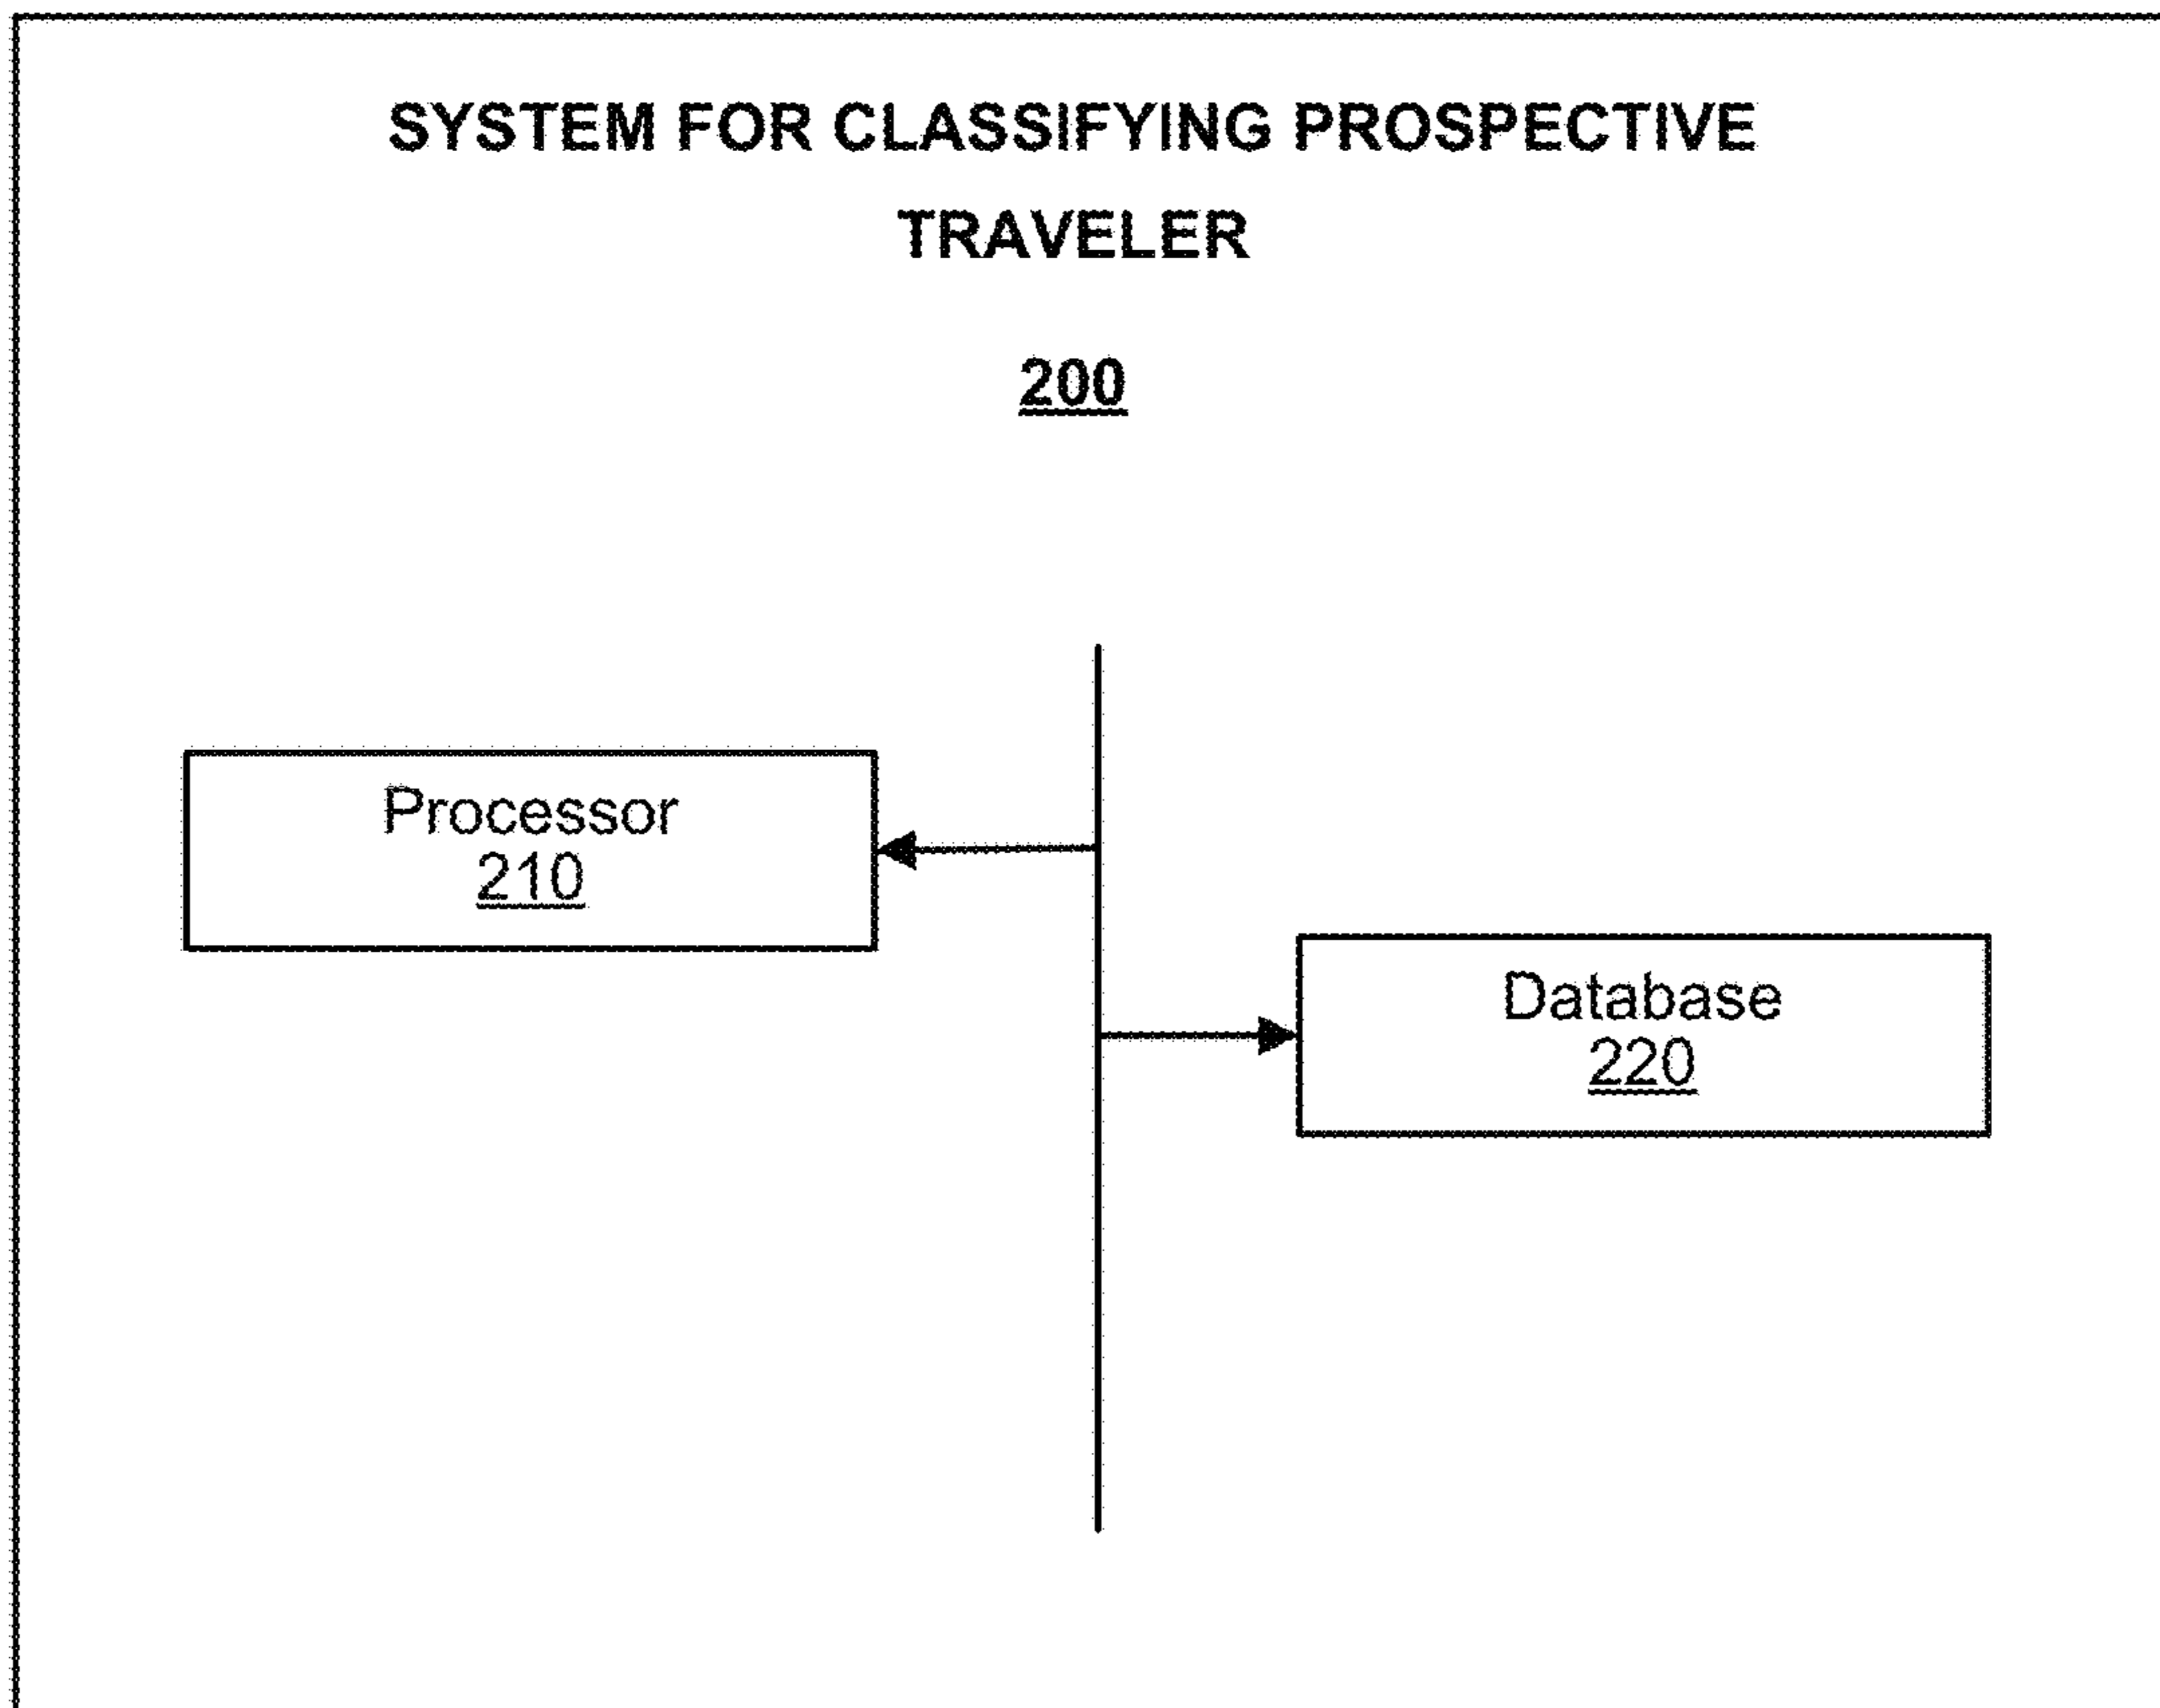 SYSTEM FOR CLASSIFYING PROSPECTIVE
TRAVELER
200
Processor
210
Database
220